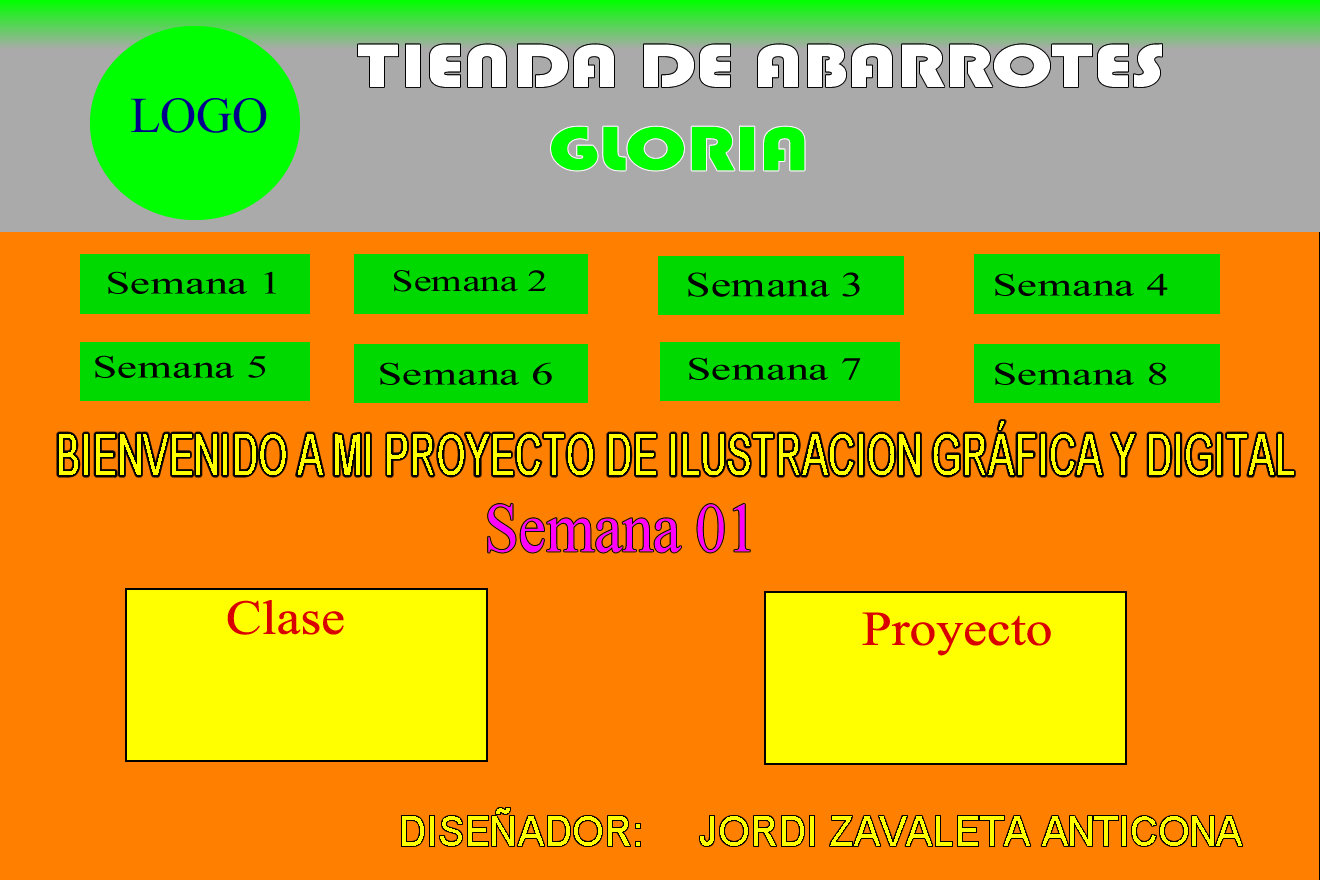 TIENDA DE ABARROTES
LOGO
GLORIA
Semana 1
Semana 2
Semana 3
Semana 4
Semana 5
Semana 6
Semana 7
Semana 8
BIENVENIDO A MI PROYECTO DE ILUSTRACION GRÁFICA Y DIGITAL
Semana 01
Clase
Proyecto
DISEÑADOR: JORDI ZAVALETA ANTICONA